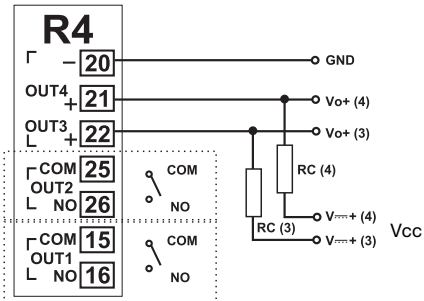 R4
− 20 GND
OUT4 + 21 Vo+ (4)
OUT3 + 22 Vo+ (3)
COM 25 COM
OUT2 RC (4)
NO 26 NO
V⎓+ (4)
RC (3)
Vcc
COM 15 COM V⎓+ (3)
OUT1
NO 16 NO